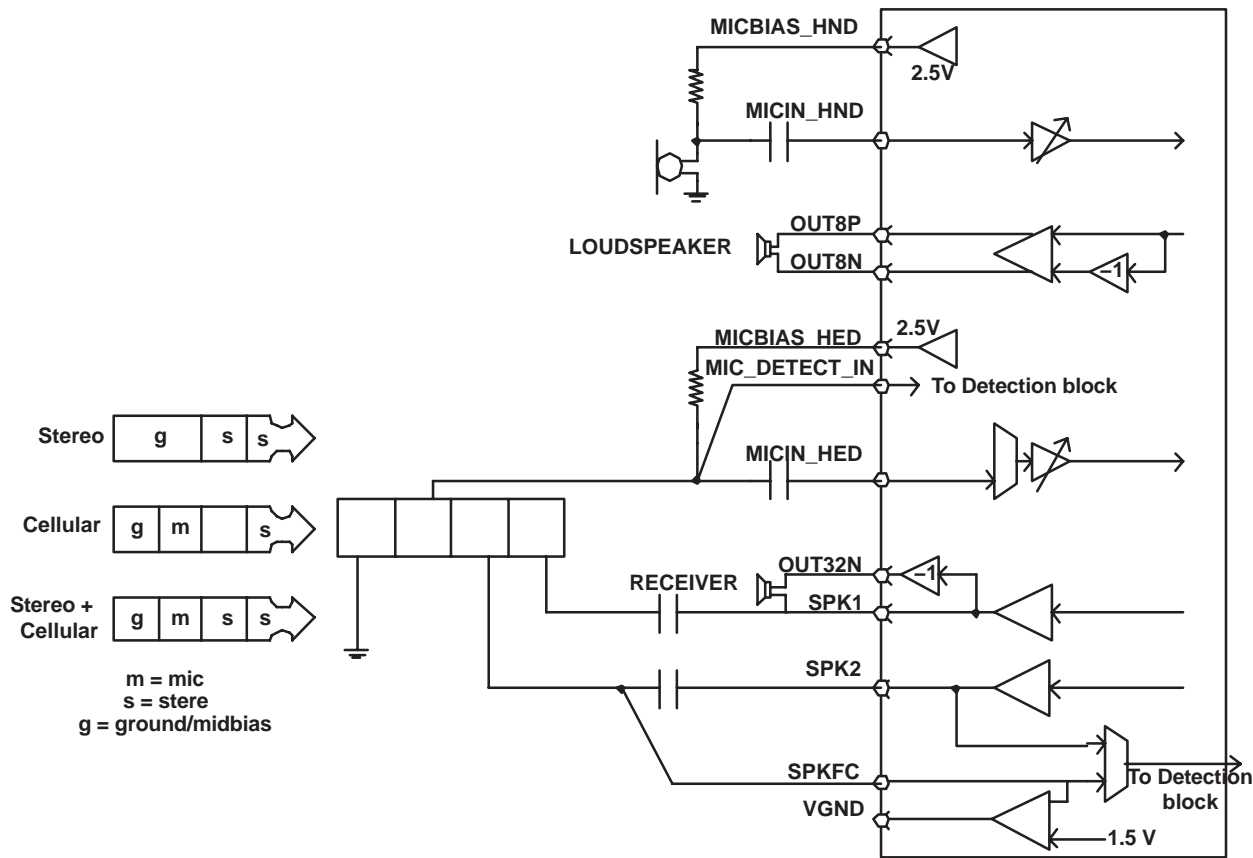 MICBIAS_HND
2.5V
MICIN_HND
OUT8P
LOUDSPEAKER
OUT8N
−1
2.5V
MICBIAS_HED
MIC_DETECT_IN
To Detection block
Stereo
g s s
MICIN_HED
Cellular
g m s
OUT32N
−1
RECEIVER
SPK1
Stereo +
Cellular
g m s s
SPK2
m = mic
s = stere
g = ground/midbias
SPKFC
To Detection
block
VGND
1.5 V